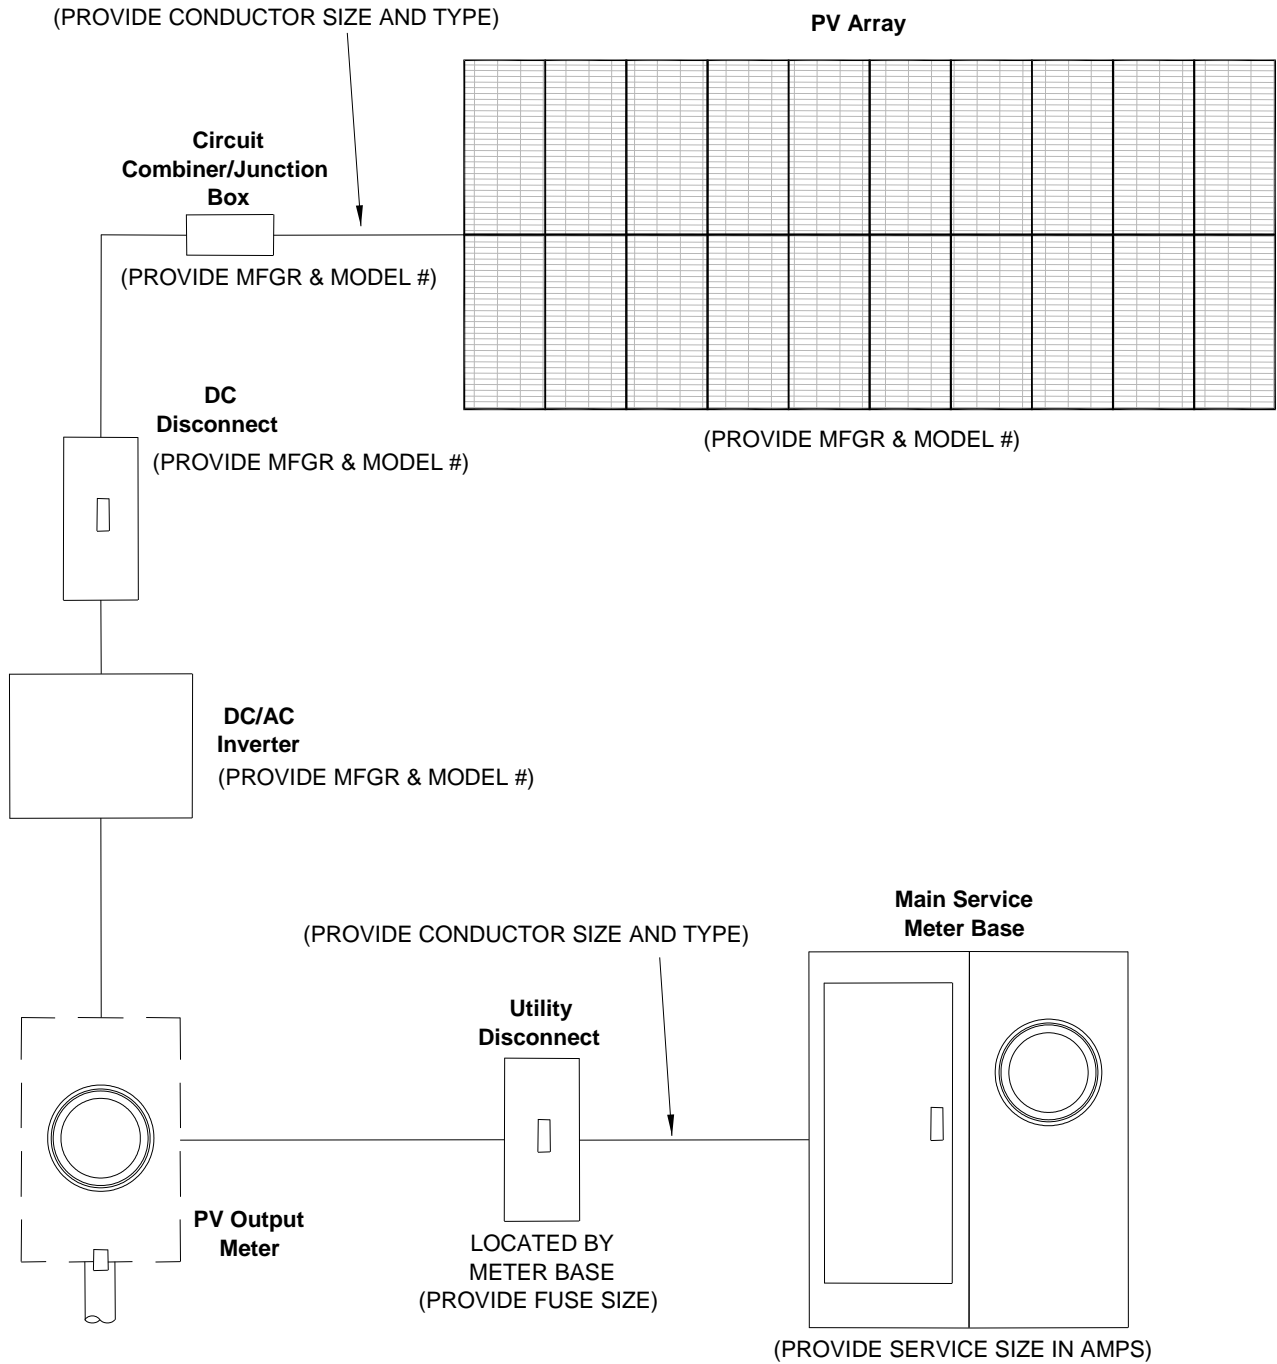 (PROVIDE CONDUCTOR SIZE AND TYPE)
PV Array
Circuit
Combiner/Junction
Box
(PROVIDE MFGR & MODEL #)
DC
Disconnect
(PROVIDE MFGR & MODEL #)
(PROVIDE MFGR & MODEL #)
DC/AC
Inverter
(PROVIDE MFGR & MODEL #)
Main Service
Meter Base
(PROVIDE CONDUCTOR SIZE AND TYPE)
Utility
Disconnect
PV Output
Meter
LOCATED BY
METER BASE
(PROVIDE FUSE SIZE)
(PROVIDE SERVICE SIZE IN AMPS)